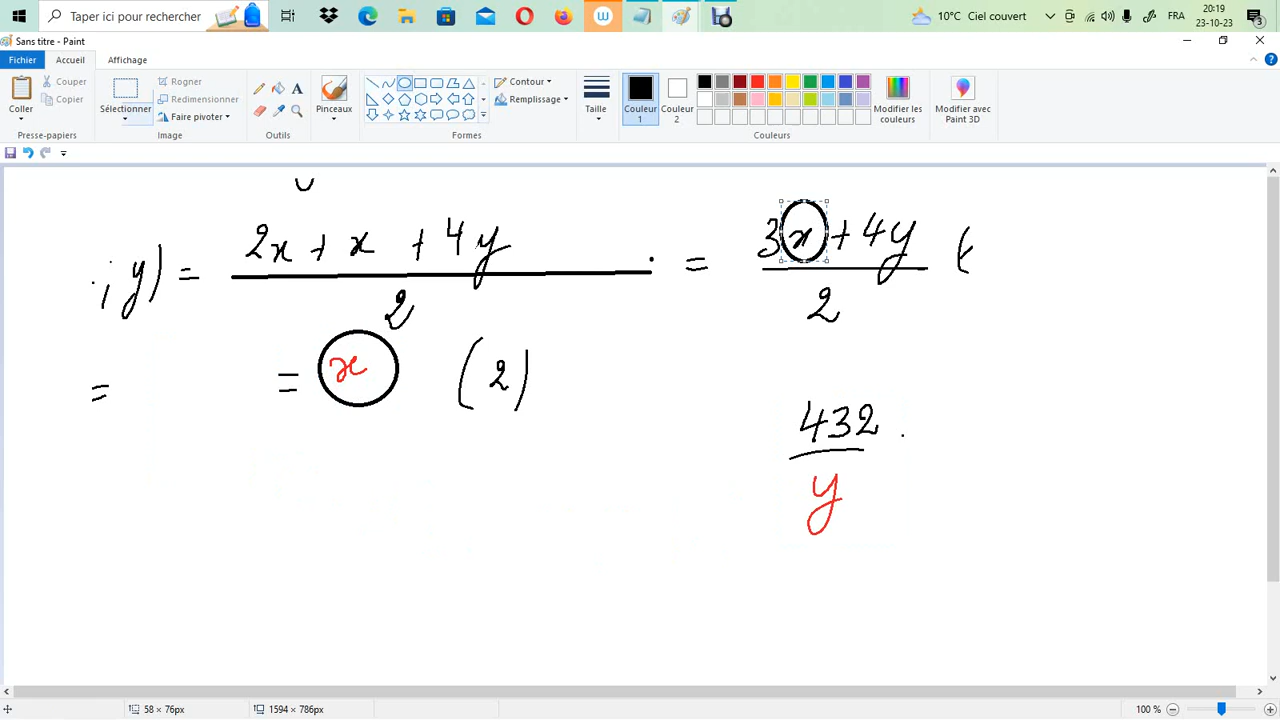 Taper ici pour rechercher
10°C Ciel couvert
FRA
20:19
23-10-23
3
Sans titre - Paint
Fichier Accueil Affichage
Coller
Couper
Copier
Presse-papiers
Sélectionner
Rogner
Redimensionner
Faire pivoter
Image
A
Outils
Pinceaux
Contour
Remplissage
Formes
Taille
Couleur 1
Couleur 2
Modifier les couleurs
Modifier avec Paint 3D
Couleurs
; y) = 2x + x + 4y = 3x + 4y (
2 2
= = x (2)
432
y
58 × 76px
1594 × 786px
100 %